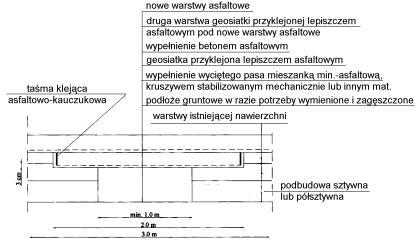 nowe warstwy asfaltowe
druga warstwa geosiatki przyklejonej lepiszczem
asfaltowym pod nowe warstwy asfaltowe
wypełnienie betonem asfaltowym
geosiatka przyklejona lepiszczem asfaltowym
wypełnienie wyciętego pasa mieszanką min.-asfaltową,
kruszywem stabilizowanym mechanicznie lub innym mat.
podłoże gruntowe w razie potrzeby wymienione i zagęszczone
warstwy istniejącej nawierzchni
taśma klejąca
asfaltowo-kauczukowa
3 cm
podbudowa sztywna
lub półsztywna
min. 1.0 m
2.0 m
3.0 m